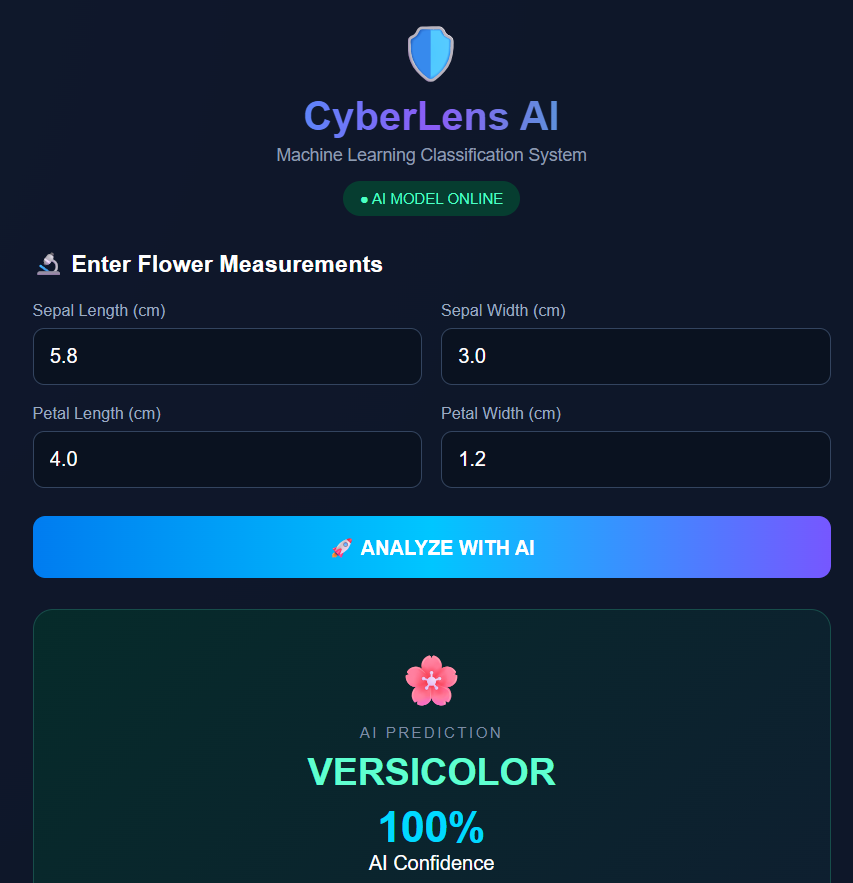 CyberLens AI
Machine Learning Classification System
● AI MODEL ONLINE
🔬 Enter Flower Measurements
Sepal Length (cm)
Sepal Width (cm)
5.8
3.0
Petal Length (cm)
Petal Width (cm)
4.0
1.2
🚀 ANALYZE WITH AI
AI PREDICTION
VERSICOLOR
100%
AI Confidence